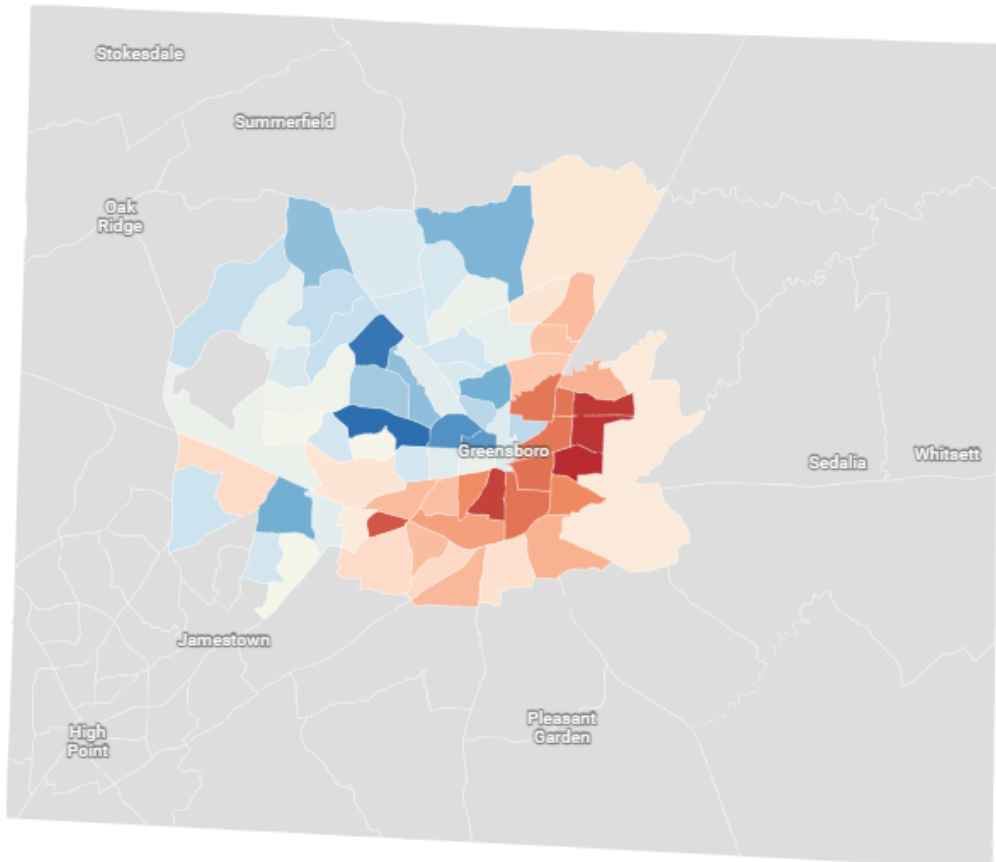 Stokesdale
Summerfield
Oak
Ridge
Greensboro
Sedalia
Whitsett
Jamestown
High
Point
Pleasant
Garden